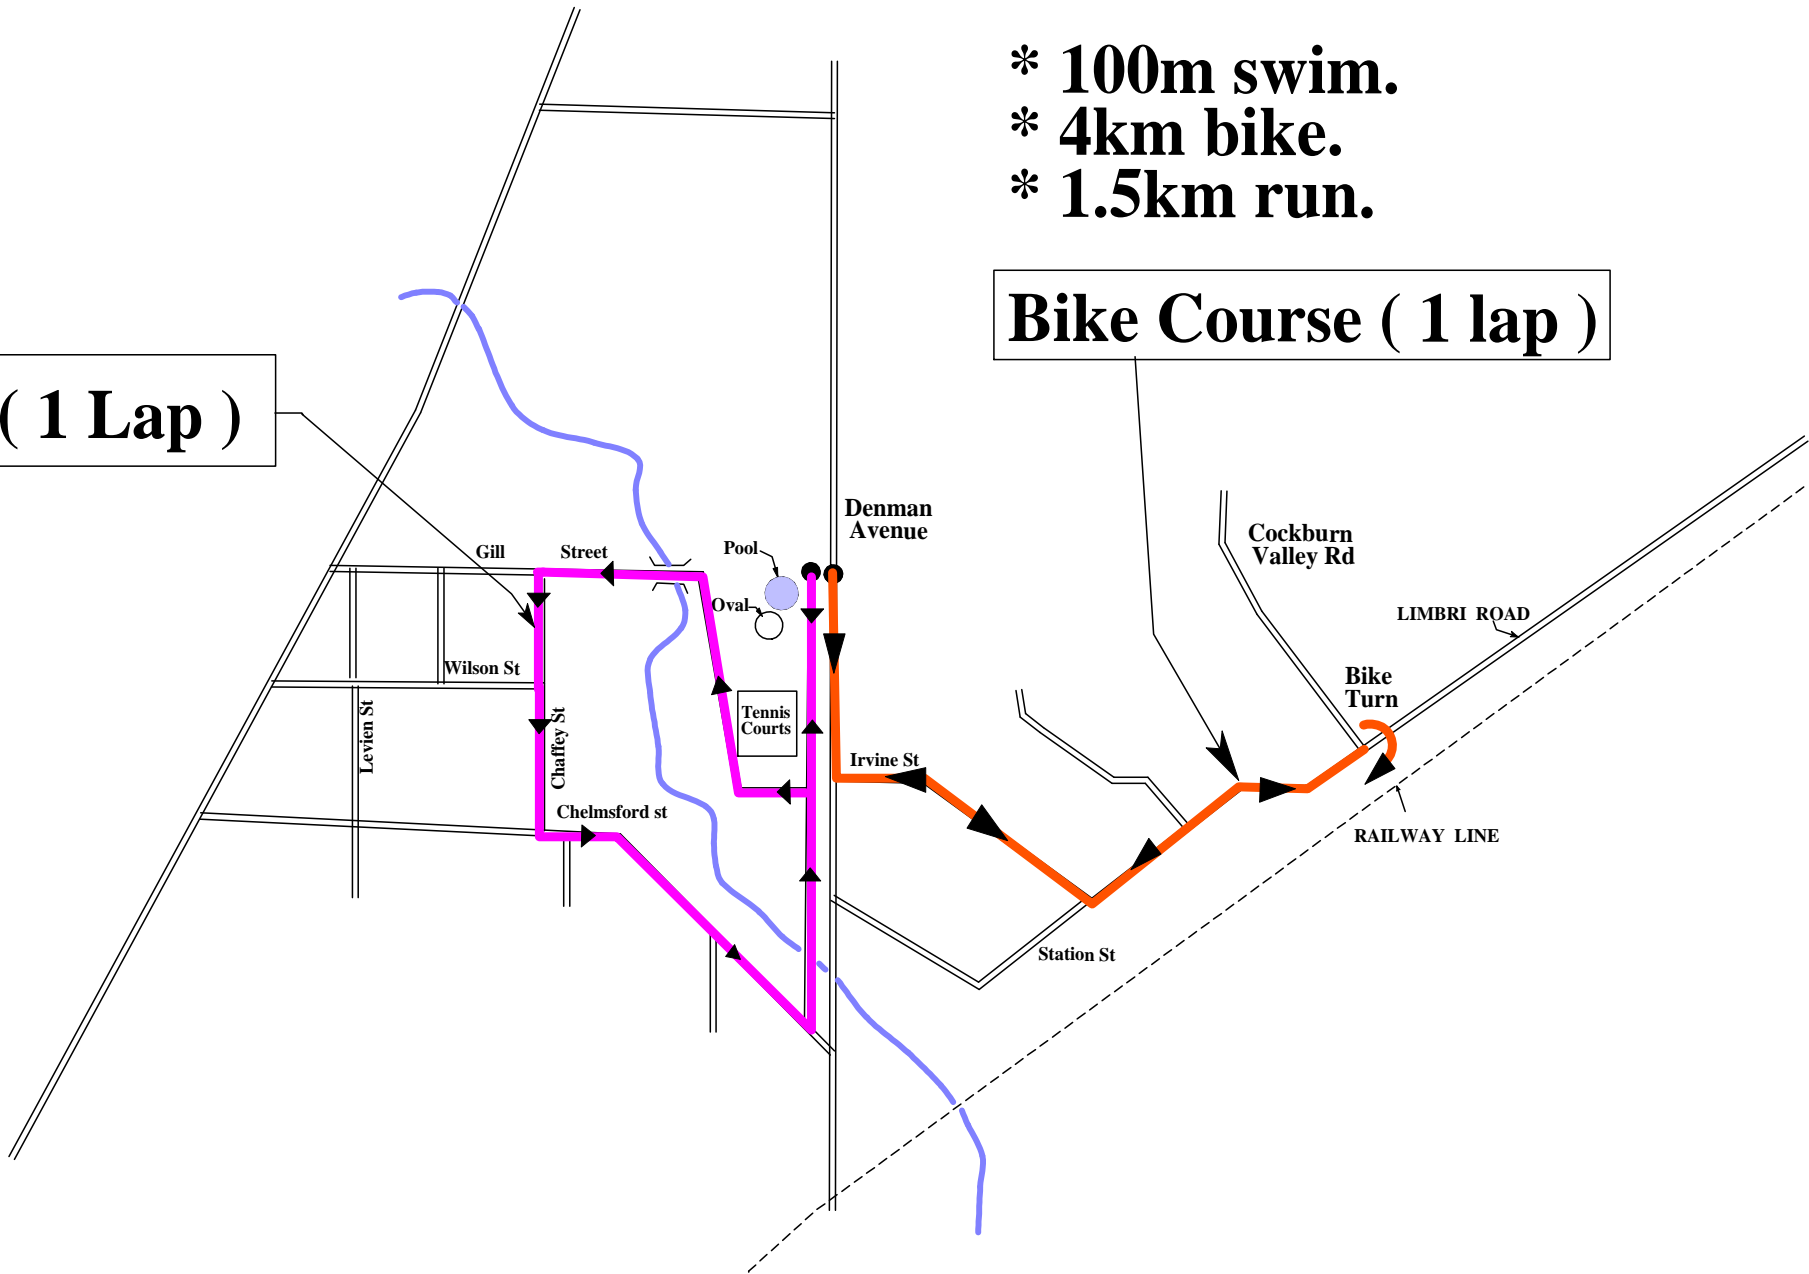 * 100m swim.
* 4km bike.
* 1.5km run.
Bike Course ( 1 lap )
( 1 Lap )
Denman
Avenue
Cockburn
Valley Rd
Gill Street
Pool
Oval
LIMBRI ROAD
Wilson St
Bike
Turn
Tennis
Courts
Levien St
Chaffey St
Irvine St
Chelmsford st
RAILWAY LINE
Station St